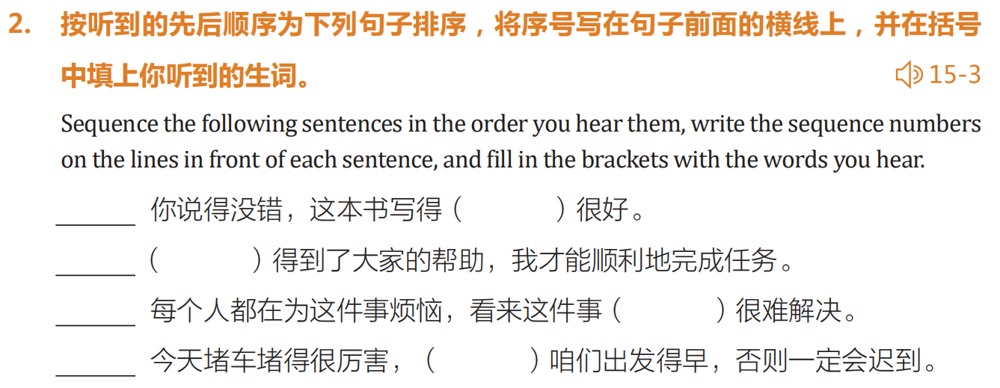 2. 按听到的先后顺序为下列句子排序，将序号写在句子前面的横线上，并在括号
中填上你听到的生词。 15-3
Sequence the following sentences in the order you hear them, write the sequence numbers
on the lines in front of each sentence, and fill in the brackets with the words you hear.
______ 你说得没错，这本书写得（　　　）很好。
______ （　　　）得到了大家的帮助，我才能顺利地完成任务。
______ 每个人都在为这件事烦恼，看来这件事（　　　）很难解决。
______ 今天堵车堵得很厉害，（　　　）咱们出发得早，否则一定会迟到。